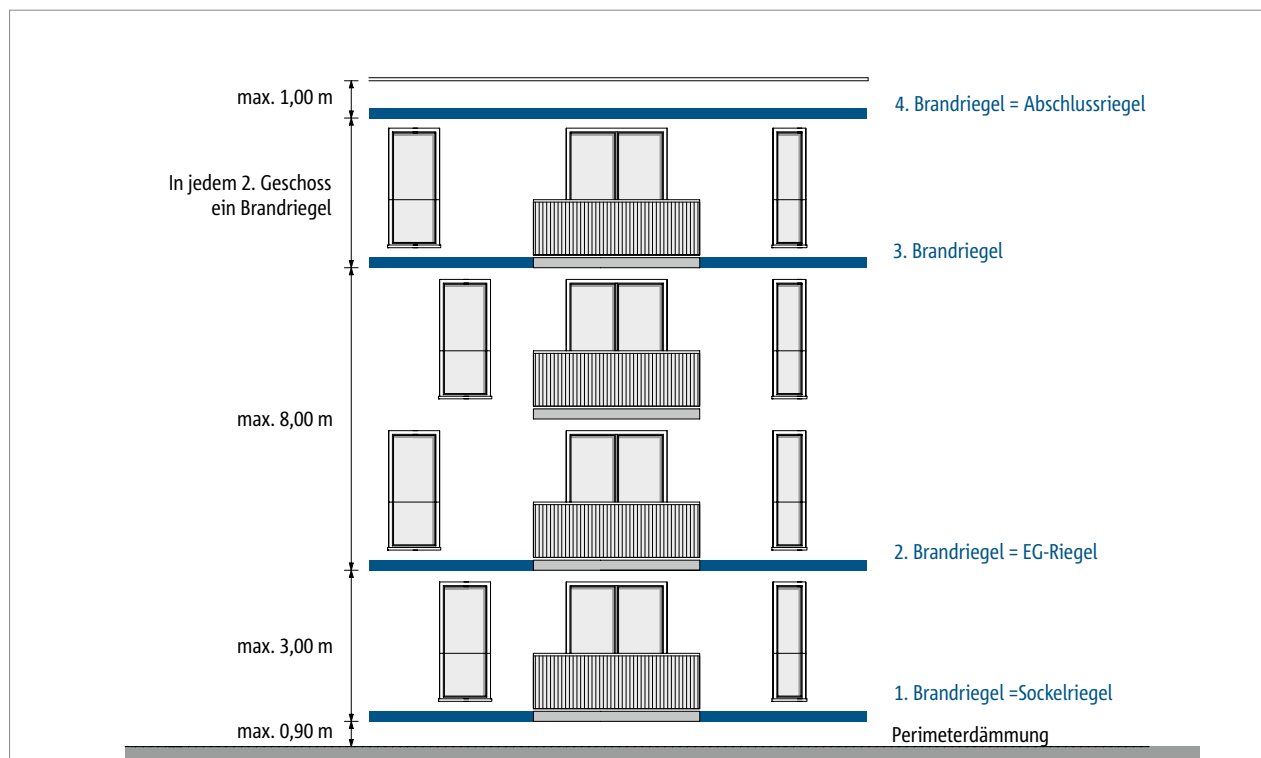 max. 1,00 m
4. Brandriegel = Abschlussriegel
In jedem 2. Geschoss
ein Brandriegel
3. Brandriegel
max. 8,00 m
2. Brandriegel = EG-Riegel
max. 3,00 m
1. Brandriegel =Sockelriegel
max. 0,90 m
Perimeterdämmung